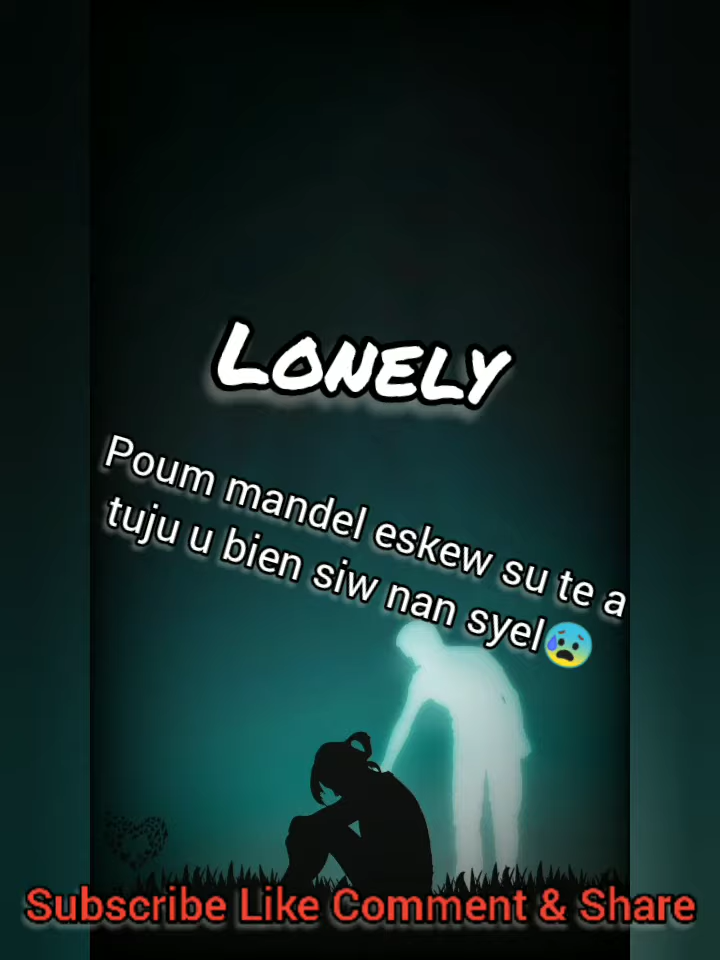 Lonely
Poum mandel eskew su te a
tuju u bien siw nan syel😰
Subscribe Like Comment & Share